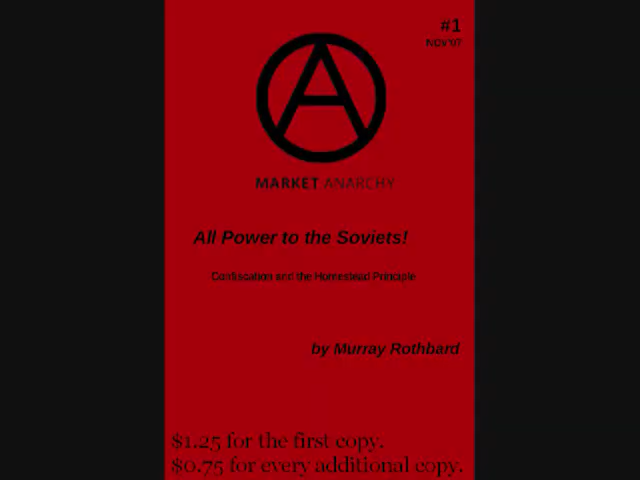 #1
NOV'07
MARKET ANARCHY
All Power to the Soviets!
Confiscation and the Homestead Principle
by Murray Rothbard
$1.25 for the first copy.
$0.75 for every additional copy.